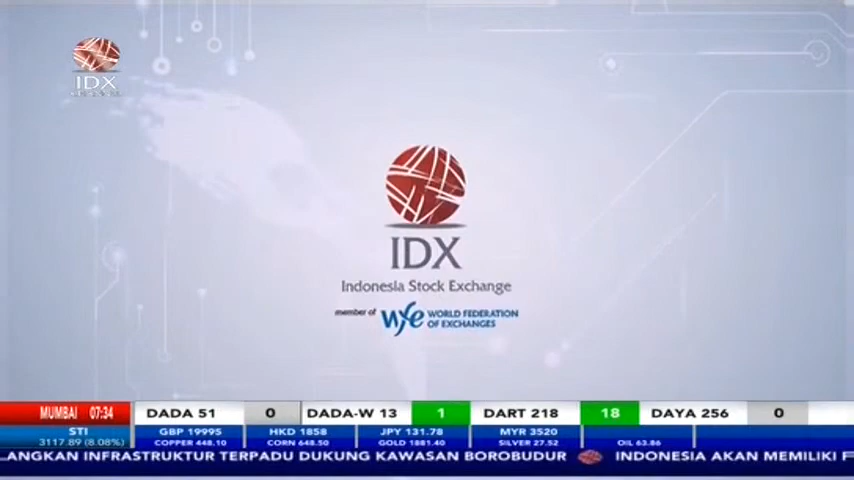 IDX
IDX
Indonesia Stock Exchange
member of wfe WORLD FEDERATION
OF EXCHANGES
MUMBAI 07:34 DADA 51 0 DADA-W 13 1 DART 218 18 DAYA 256 0
STI GBP 19995 HKD 1858 JPY 131.78 MYR 3520
3117.89 (8.08%) COPPER 448.10 CORN 648.50 GOLD 1881.40 SILVER 27.52 OIL 63.86
LANGKAN INFRASTRUKTUR TERPADU DUKUNG KAWASAN BOROBUDUR INDONESIA AKAN MEMILIKI F